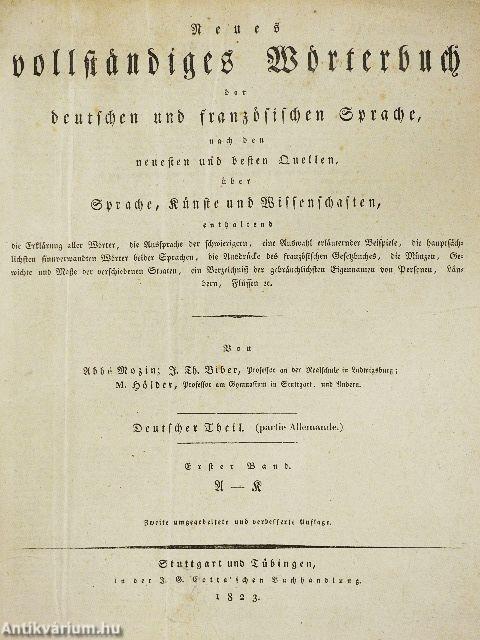 Neues
vollständiges Wörterbuch
der
deutschen und französischen Sprache,
nach den
neuesten und besten Quellen,
über
Sprache, Künste und Wissenschaften,
enthaltend
die Erklärung aller Wörter, die Aussprache der schwierigern, eine Auswahl erläuternder Beispiele, die hauptsäch-
lichsten sinnverwandten Wörter beider Sprachen, die Ausdrücke des französischen Gesetzbuches, die Münzen, Ge-
wichte und Maße der verschiedenen Staaten, ein Verzeichniß der gebräuchlichsten Eigennamen von Personen, Län-
dern, Flüssen ꝛc.
Von
Abbé Mozin; J. Th. Biber, Professor an der Realschule in Ludwigsburg;
M. Hölder, Professor am Gymnasium in Stuttgart, und Andern.
Deutscher Theil. (partie Allemande.)
Erster Band.
A — K
Zweite umgearbeitete und verbesserte Auflage.
Stuttgart und Tübingen,
in der J. G. Cotta'schen Buchhandlung.
1823.
Antikvárium.hu